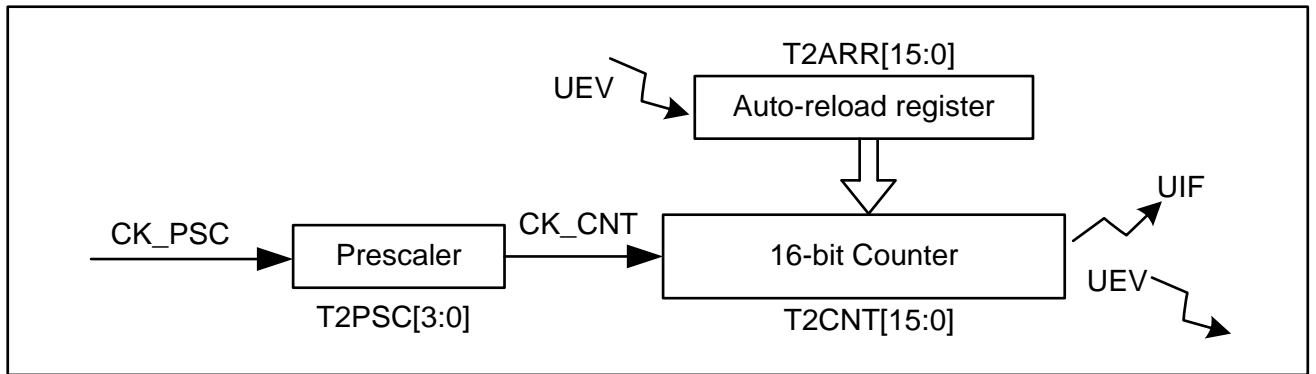 T2ARR[15:0]
UEV
Auto-reload register
UIF
CK_PSC
CK_CNT
Prescaler
16-bit Counter
UEV
T2PSC[3:0]
T2CNT[15:0]